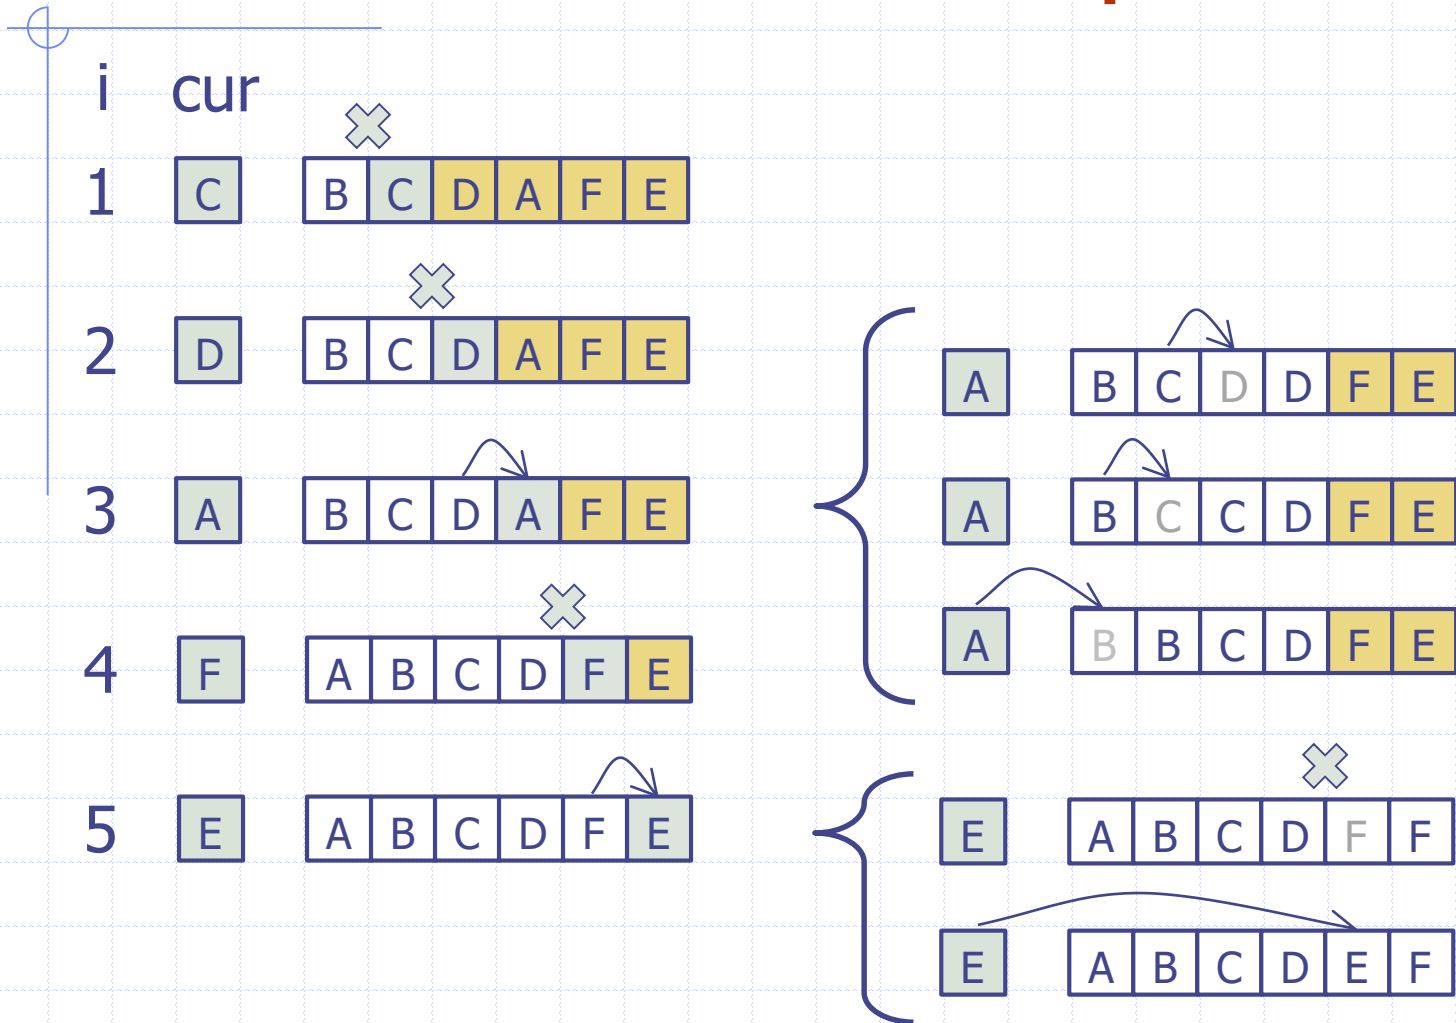 i cur
1 C B C D A F E
2 D B C D A F E
A B C D D F E
3 A B C D A F E
A B C C D F E
A B B C D F E
4 F A B C D F E
5 E A B C D F E
E A B C D F F
E A B C D E F